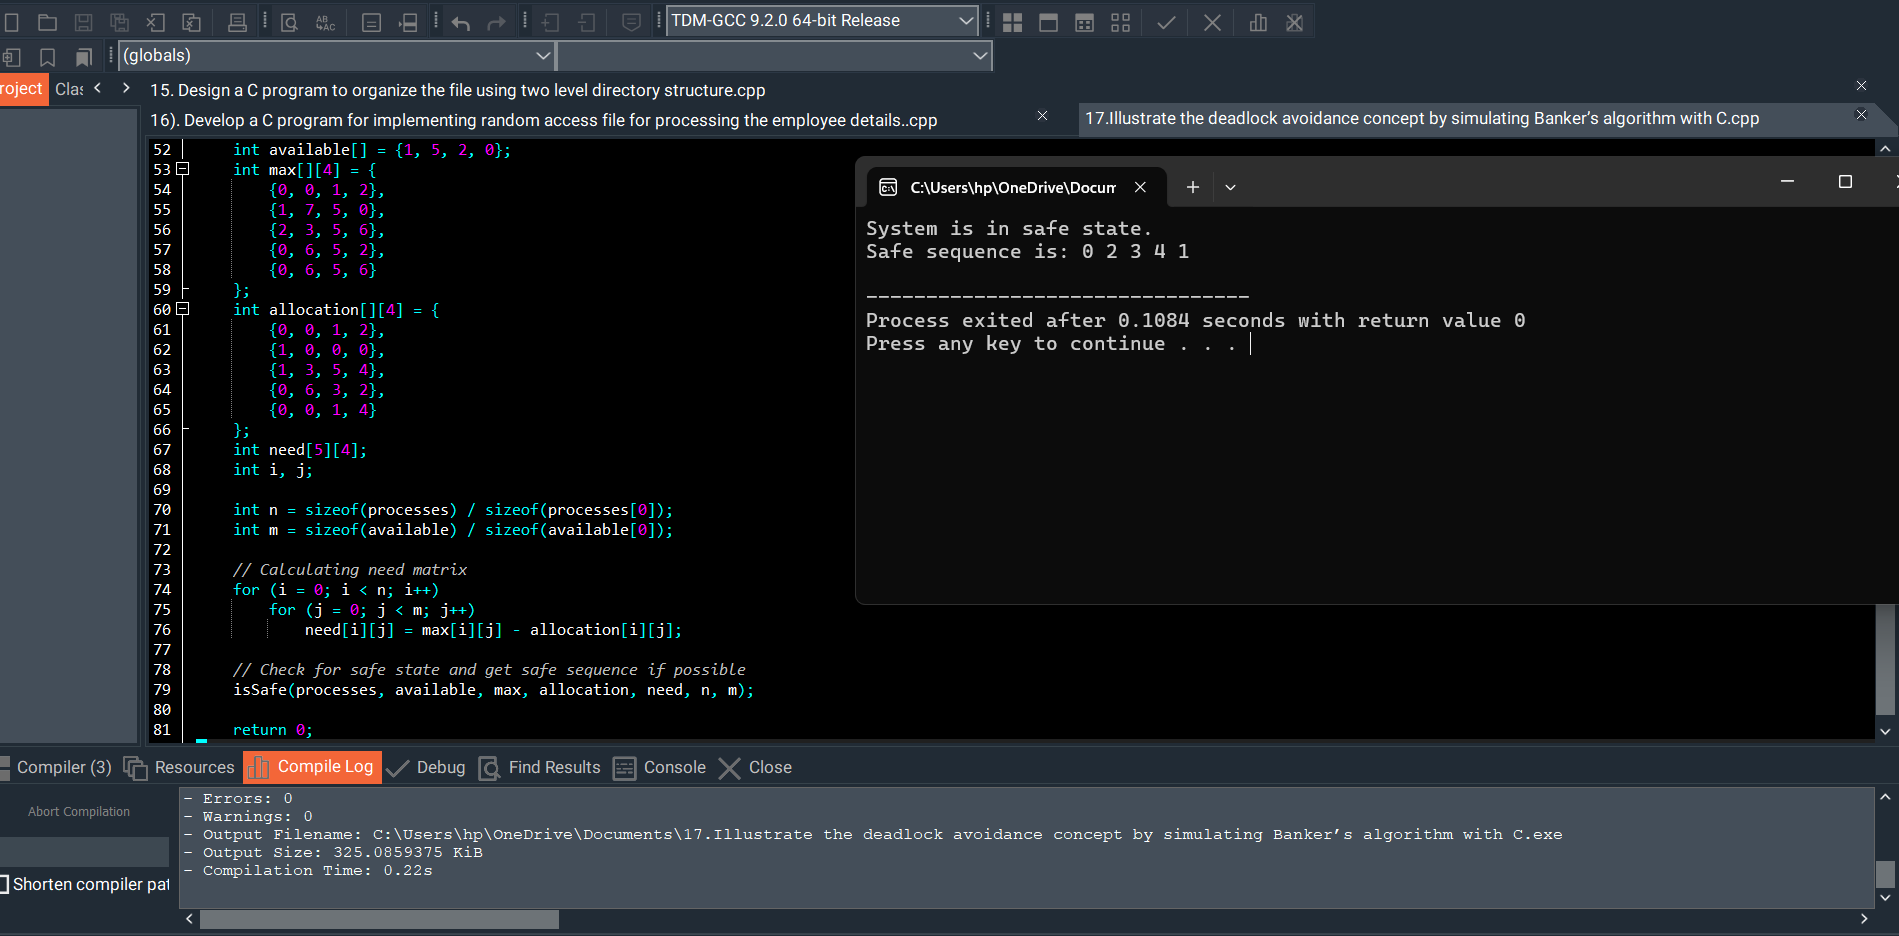 TDM-GCC 9.2.0 64-bit Release
(globals)
roject Clas
15. Design a C program to organize the file using two level directory structure.cpp
16). Develop a C program for implementing random access file for processing the employee details..cpp
17.Illustrate the deadlock avoidance concept by simulating Banker’s algorithm with C.cpp
52 int available[] = {1, 5, 2, 0};
53 int max[][4] = {
54 {0, 0, 1, 2},
55 {1, 7, 5, 0},
56 {2, 3, 5, 6},
57 {0, 6, 5, 2},
58 {0, 6, 5, 6}
59 };
60 int allocation[][4] = {
61 {0, 0, 1, 2},
62 {1, 0, 0, 0},
63 {1, 3, 5, 4},
64 {0, 6, 3, 2},
65 {0, 0, 1, 4}
66 };
67 int need[5][4];
68 int i, j;
69
70 int n = sizeof(processes) / sizeof(processes[0]);
71 int m = sizeof(available) / sizeof(available[0]);
72
73 // Calculating need matrix
74 for (i = 0; i < n; i++)
75 for (j = 0; j < m; j++)
76 need[i][j] = max[i][j] - allocation[i][j];
77
78 // Check for safe state and get safe sequence if possible
79 isSafe(processes, available, max, allocation, need, n, m);
80
81 return 0;
C:\Users\hp\OneDrive\Docum
System is in safe state.
Safe sequence is: 0 2 3 4 1
--------------------------------
Process exited after 0.1084 seconds with return value 0
Press any key to continue . . .
Compiler (3) Resources Compile Log Debug Find Results Console Close
Abort Compilation
Shorten compiler pat
- Errors: 0
- Warnings: 0
- Output Filename: C:\Users\hp\OneDrive\Documents\17.Illustrate the deadlock avoidance concept by simulating Banker’s algorithm with C.exe
- Output Size: 325.0859375 KiB
- Compilation Time: 0.22s